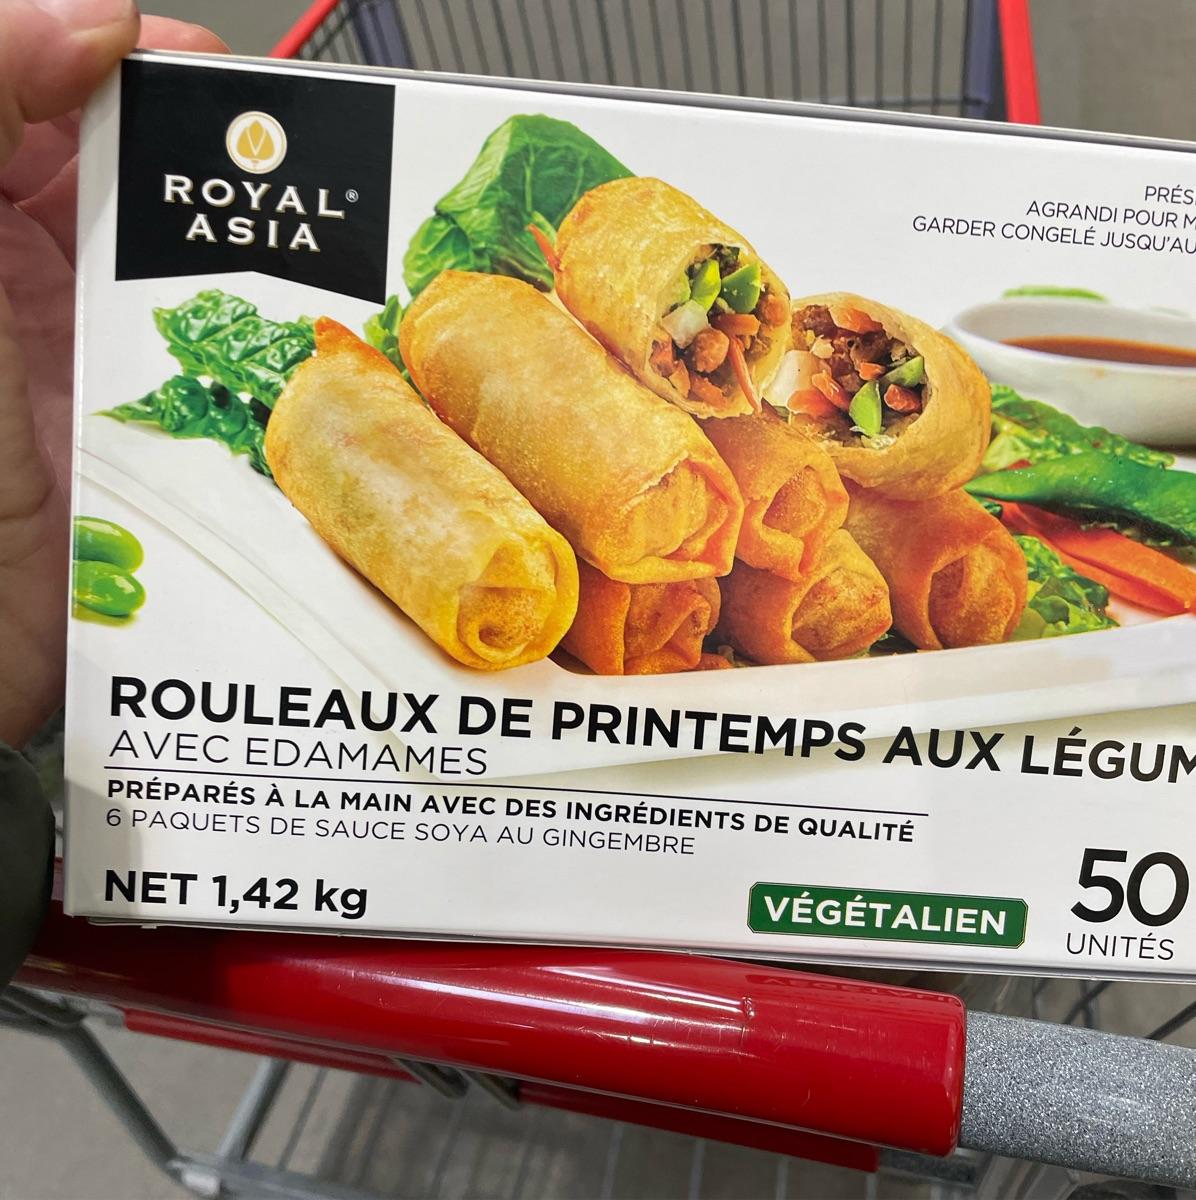 ROYAL®
ASIA
AGRANDI POUR
GARDER CONGELÉ
ROULEAUX DE PRINTEMPS AUX
AVEC EDAMAMES
PRÉPARÉS À LA MAIN AVEC DES INGRÉDIENTS DE QUALITÉ
6 PAQUETS DE SAUCE SOYA AU GINGEMBRE
NET 1,42 kg
VÉGÉTALIEN
50
UNITÉS